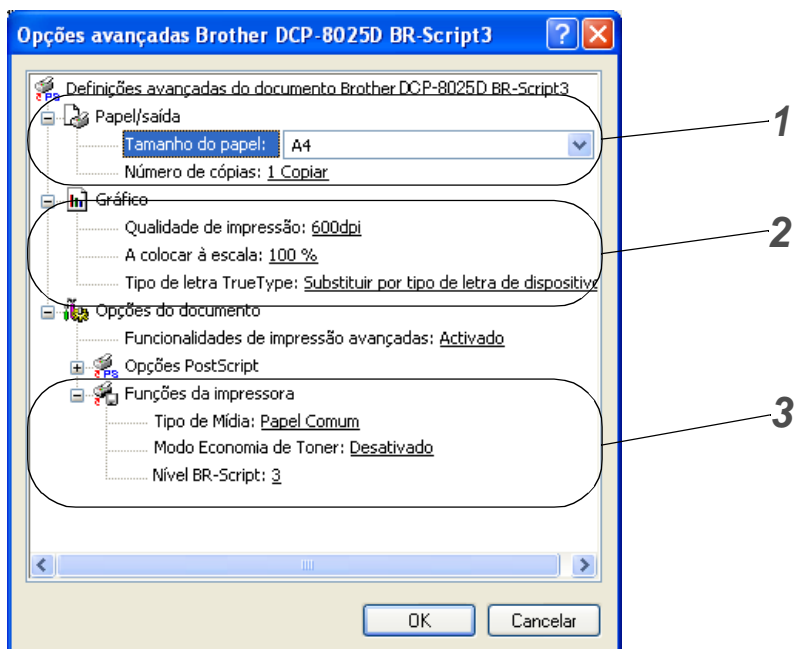 Opções avançadas Brother DCP-8025D BR-Script3
Definições avançadas do documento Brother DCP-8025D BR-Script3
Papel/saída
Tamanho do papel: A4
1
Número de cópias: 1 Copiar
Gráfico
Qualidade de impressão: 600dpi
2
A colocar à escala: 100 %
Tipo de letra TrueType: Substituir por tipo de letra de dispositivo
Opções do documento
Funcionalidades de impressão avançadas: Activado
PS Opções PostScript
Funções da impressora
Tipo de Mídia: Papel Comum
3
Modo Economia de Toner: Desativado
Nível BR-Script: 3
OK Cancelar